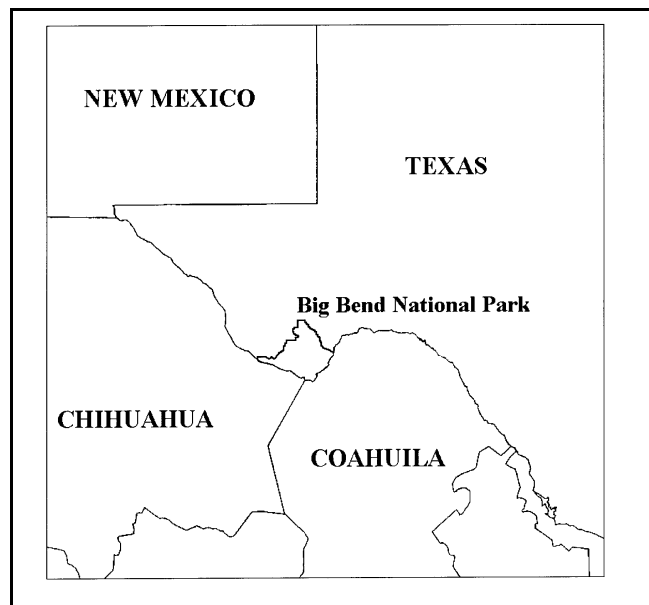 NEW MEXICO
TEXAS
Big Bend National Park
CHIHUAHUA
COAHUILA